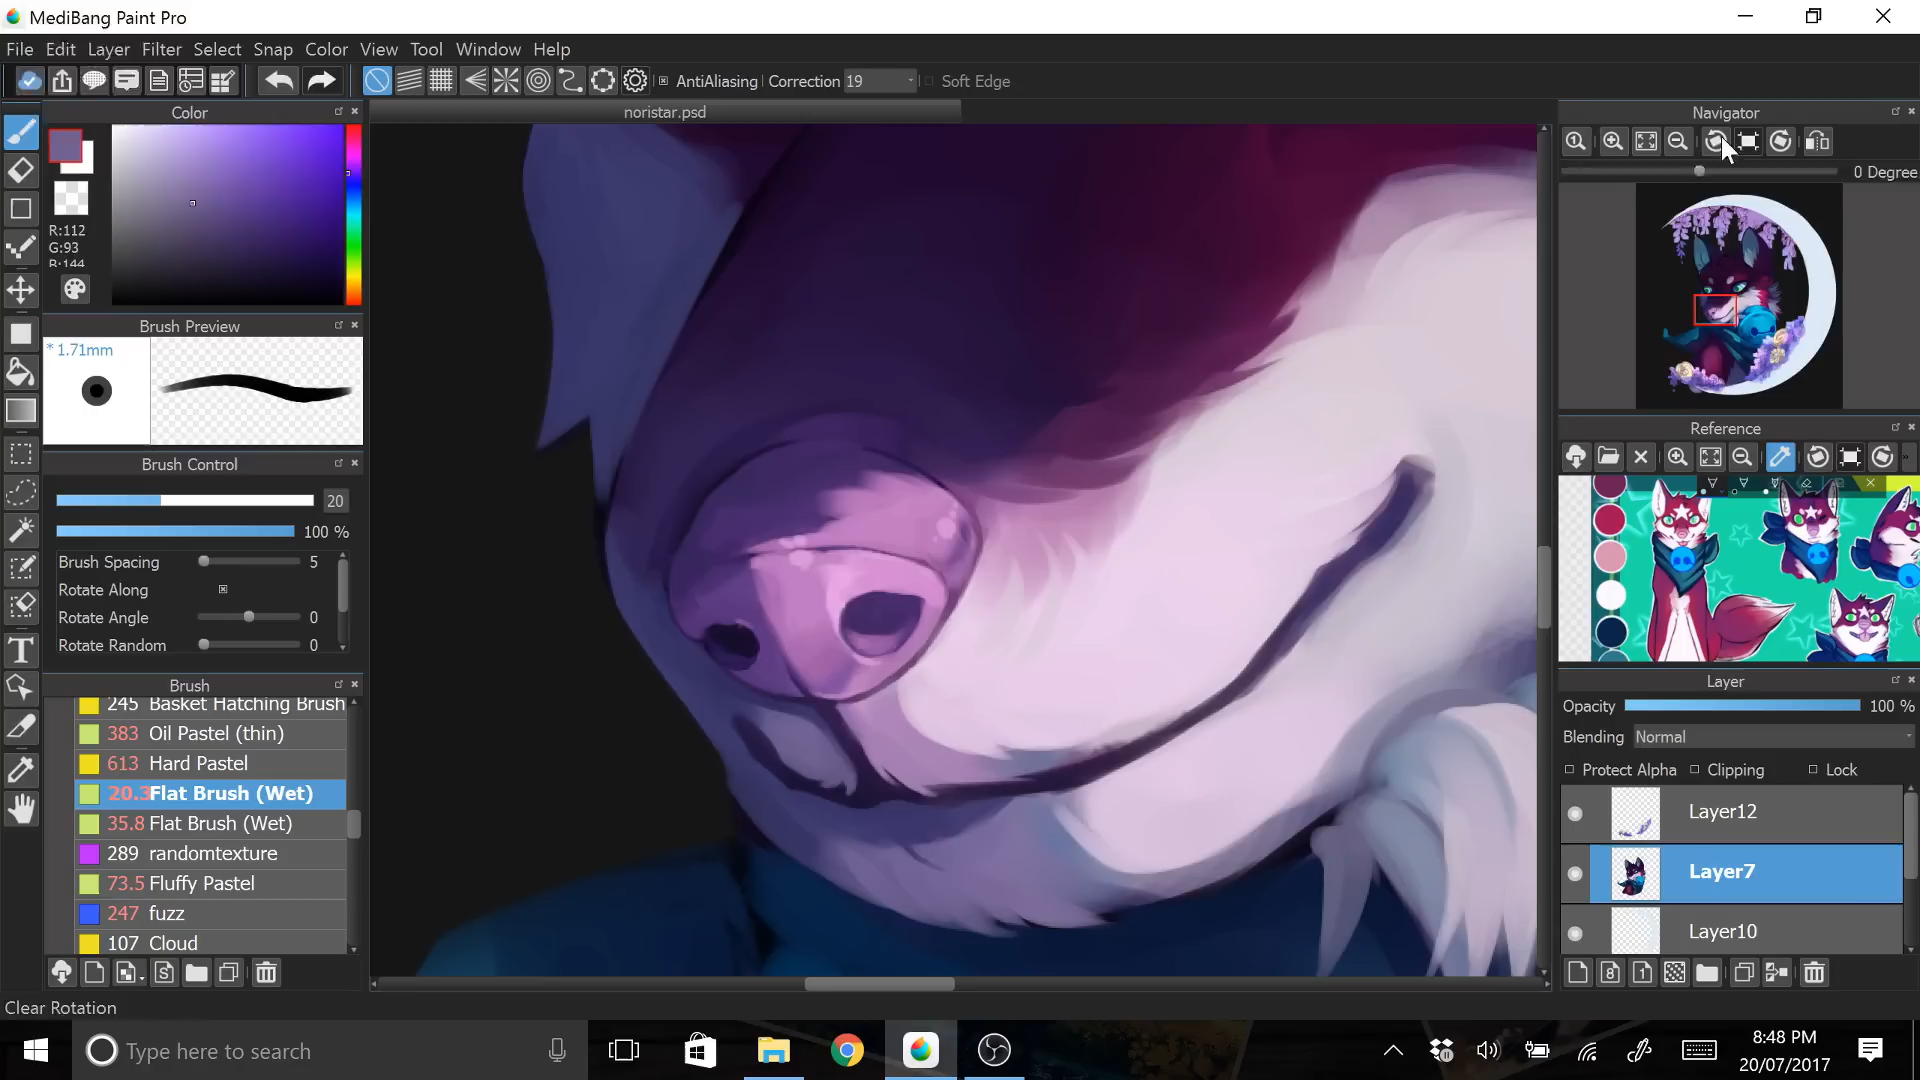 MediBang Paint Pro
File Edit Layer Filter Select Snap Color View Tool Window Help
AntiAliasing Correction 19 Soft Edge
Color
noristar.psd
Navigator
0 Degree
R:112
G:93
B:144
Brush Preview
* 1.71mm
Reference
Brush Control
20
100 %
Brush Spacing 5
Rotate Along
Rotate Angle 0
Rotate Random 0
Layer
Opacity 100 %
Blending Normal
Protect Alpha Clipping Lock
Layer12
Layer7
Layer10
Brush
245 Basket Hatching Brush
383 Oil Pastel (thin)
613 Hard Pastel
20.3 Flat Brush (Wet)
35.8 Flat Brush (Wet)
289 randomtexture
73.5 Fluffy Pastel
247 fuzz
107 Cloud
Clear Rotation
Type here to search
8:48 PM
20/07/2017